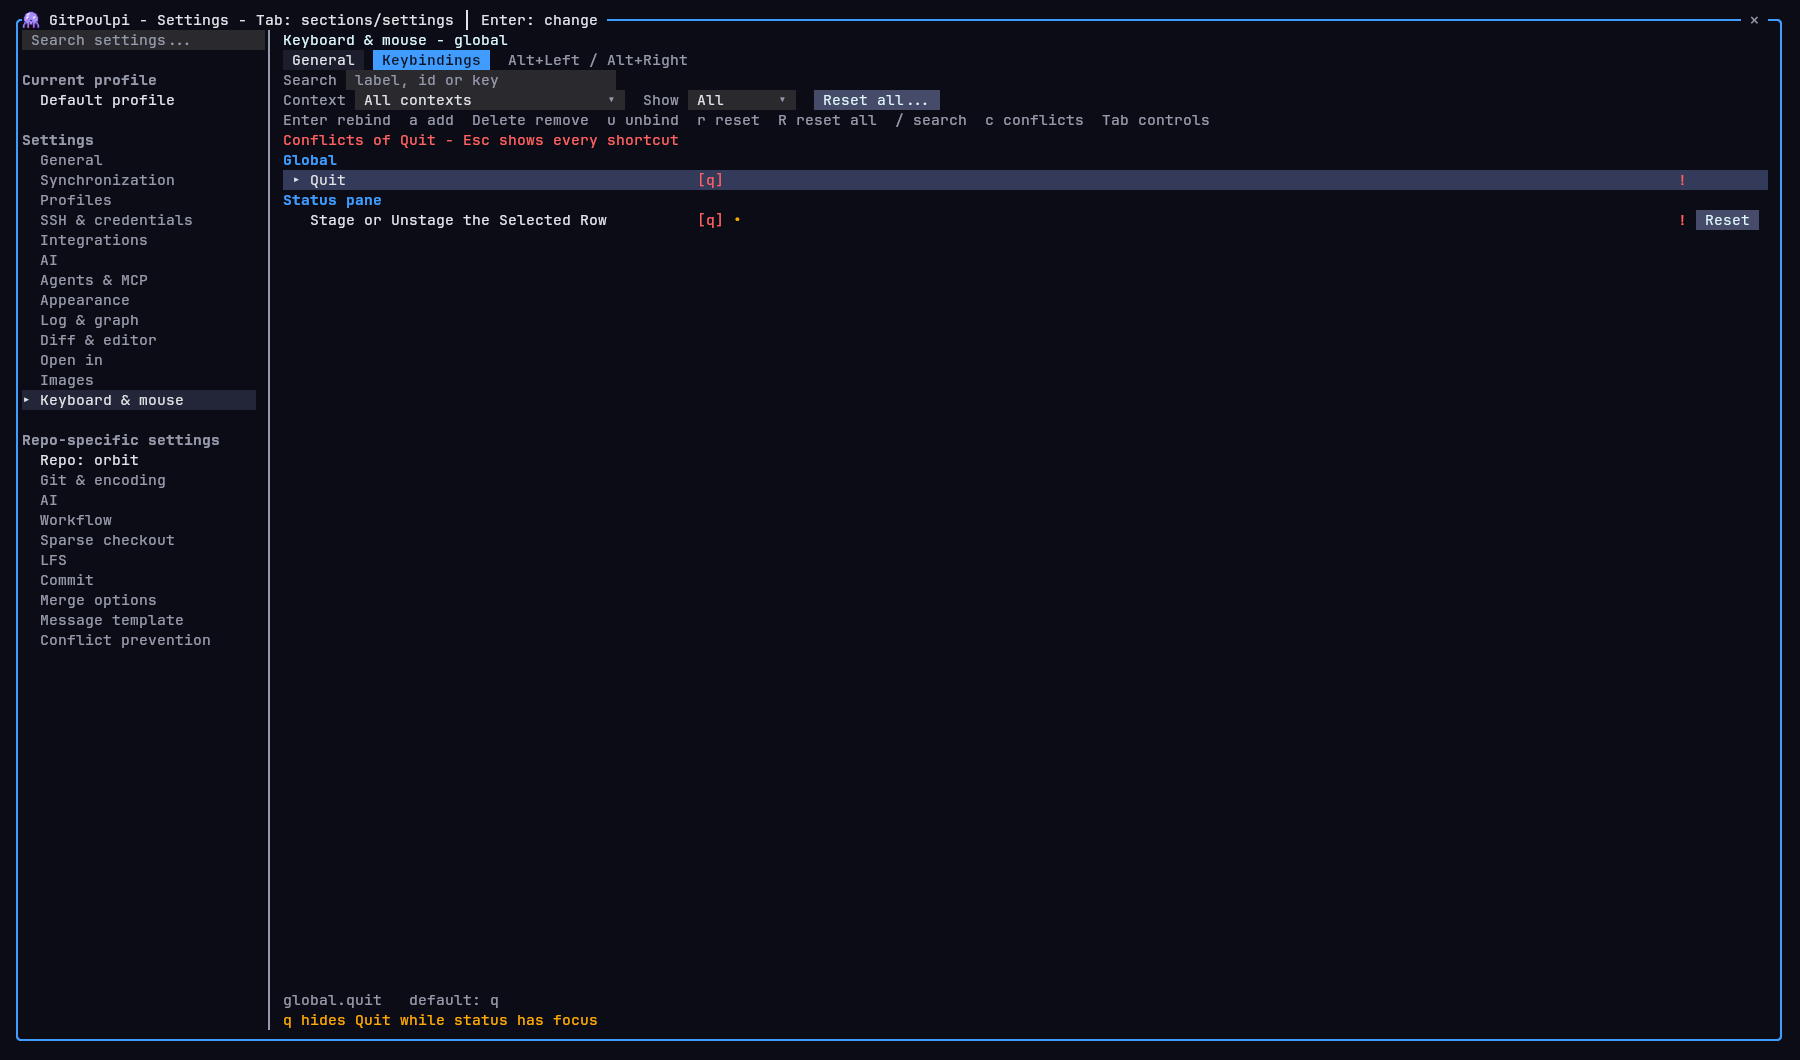 GitPoulpi - Settings - Tab: sections/settings │ Enter: change ×
Search settings...
Current profile
Default profile
Settings
General
Synchronization
Profiles
SSH & credentials
Integrations
AI
Agents & MCP
Appearance
Log & graph
Diff & editor
Open in
Images
▸ Keyboard & mouse
Repo-specific settings
Repo: orbit
Git & encoding
AI
Workflow
Sparse checkout
LFS
Commit
Merge options
Message template
Conflict prevention
Keyboard & mouse - global
General Keybindings Alt+Left / Alt+Right
Search label, id or key
Context All contexts ▾ Show All ▾ Reset all...
Enter rebind a add Delete remove u unbind r reset R reset all / search c conflicts Tab controls
Conflicts of Quit - Esc shows every shortcut
Global
▸ Quit [q] !
Status pane
Stage or Unstage the Selected Row [q] • ! Reset
global.quit default: q
q hides Quit while status has focus